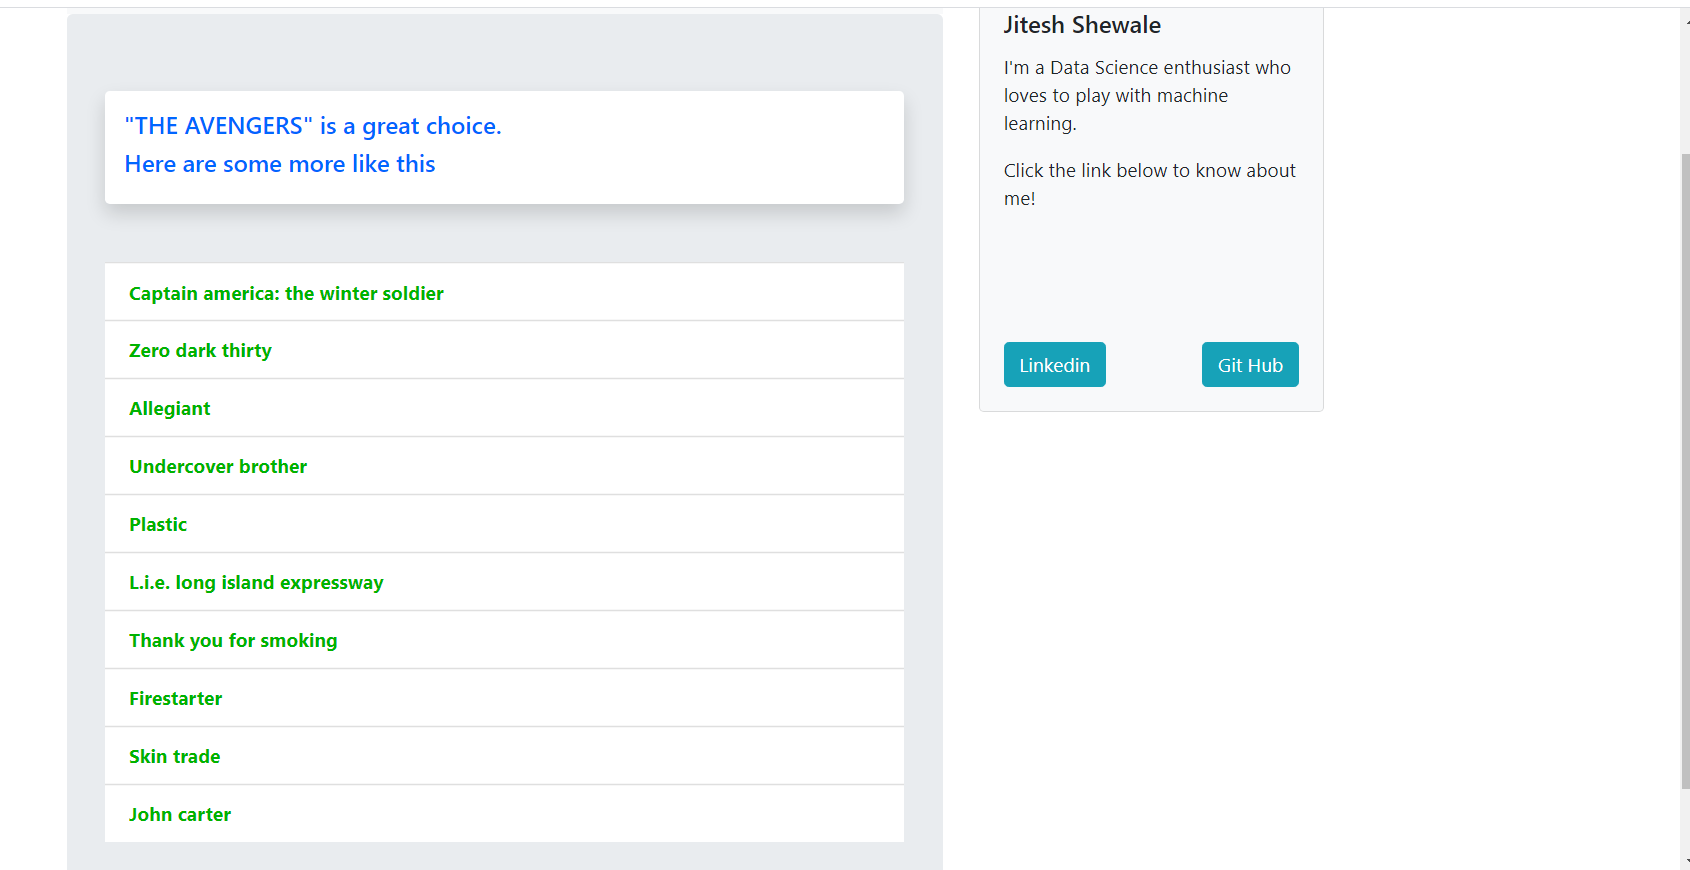 "THE AVENGERS" is a great choice.
Here are some more like this
Captain america: the winter soldier
Zero dark thirty
Allegiant
Undercover brother
Plastic
L.i.e. long island expressway
Thank you for smoking
Firestarter
Skin trade
John carter
Jitesh Shewale
I'm a Data Science enthusiast who
loves to play with machine
learning.
Click the link below to know about
me!
Linkedin
Git Hub